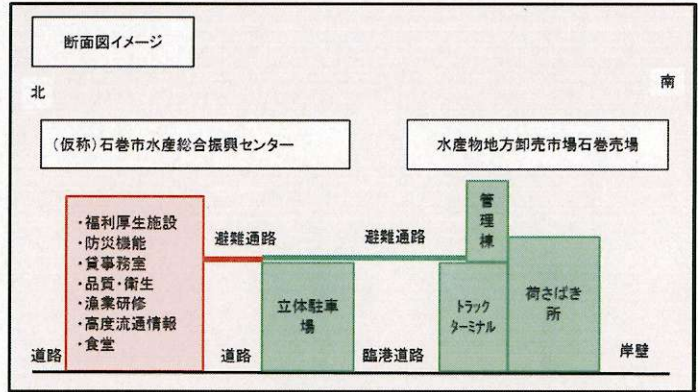 断面図イメージ
北
南
(仮称)石巻市水産総合振興センター
水産物地方卸売市場石巻売場
・福利厚生施設
・防災機能
・貸事務室
・品質・衛生
・漁業研修
・高度流通情報
・食堂
避難通路
避難通路
管理棟
立体駐車
場
トラック
ターミナル
荷さばき
所
道路
道路
臨港道路
岸壁